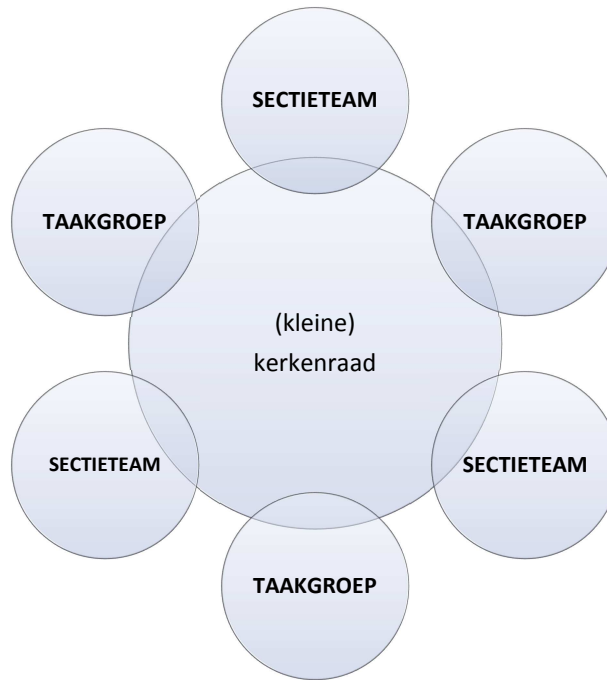 SECTIETEAM
TAAKGROEP
TAAKGROEP
(kleine)
kerkenraad
SECTIETEAM
SECTIETEAM
TAAKGROEP